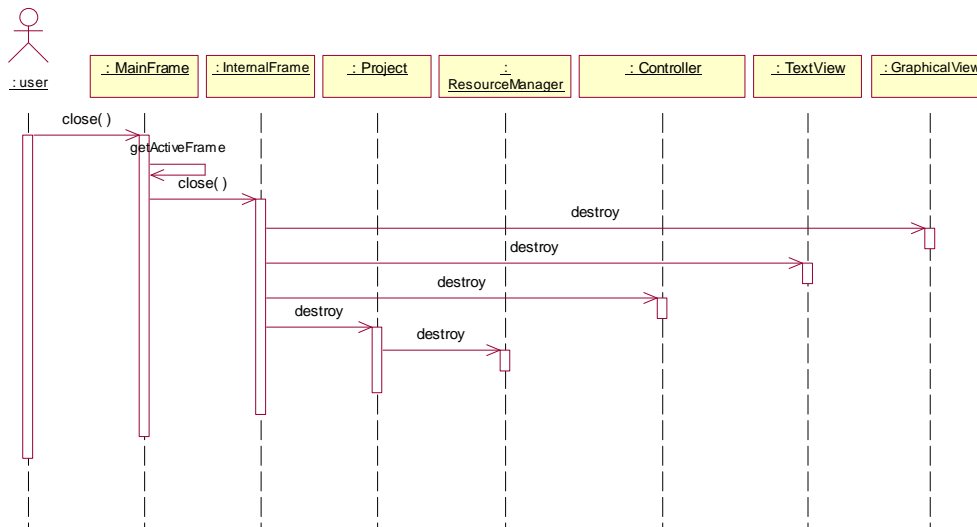 : user
: MainFrame
: InternalFrame
: Project
:
ResourceManager
: Controller
: TextView
: GraphicalView
close( )
getActiveFrame
close( )
destroy
destroy
destroy
destroy
destroy